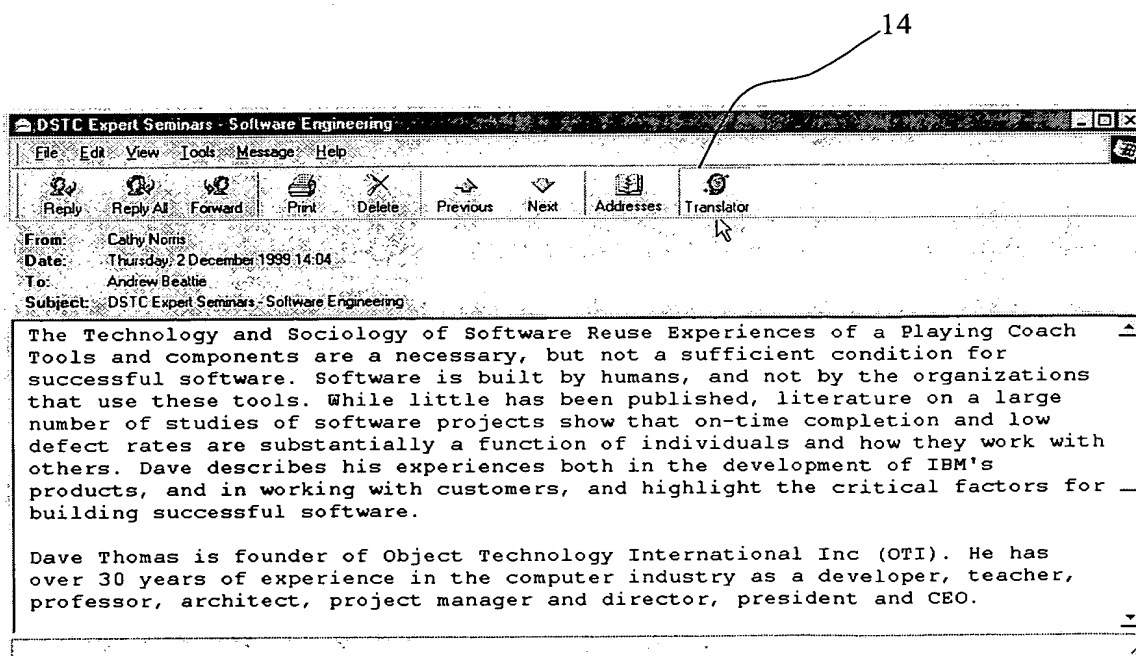 14
DSTC Expert Seminars - Software Engineering
File Edit View Tools Message Help
Reply Reply All Forward Print Delete Previous Next Addresses Translator
From: Cathy Norris
Date: Thursday, 2 December 1999 14:04
To: Andrew Beattie
Subject: DSTC Expert Seminars - Software Engineering
The Technology and Sociology of Software Reuse Experiences of a Playing Coach
Tools and components are a necessary, but not a sufficient condition for
successful software. Software is built by humans, and not by the organizations
that use these tools. While little has been published, literature on a large
number of studies of software projects show that on-time completion and low
defect rates are substantially a function of individuals and how they work with
others. Dave describes his experiences both in the development of IBM's
products, and in working with customers, and highlight the critical factors for
building successful software.
Dave Thomas is founder of Object Technology International Inc (OTI). He has
over 30 years of experience in the computer industry as a developer, teacher,
professor, architect, project manager and director, president and CEO.